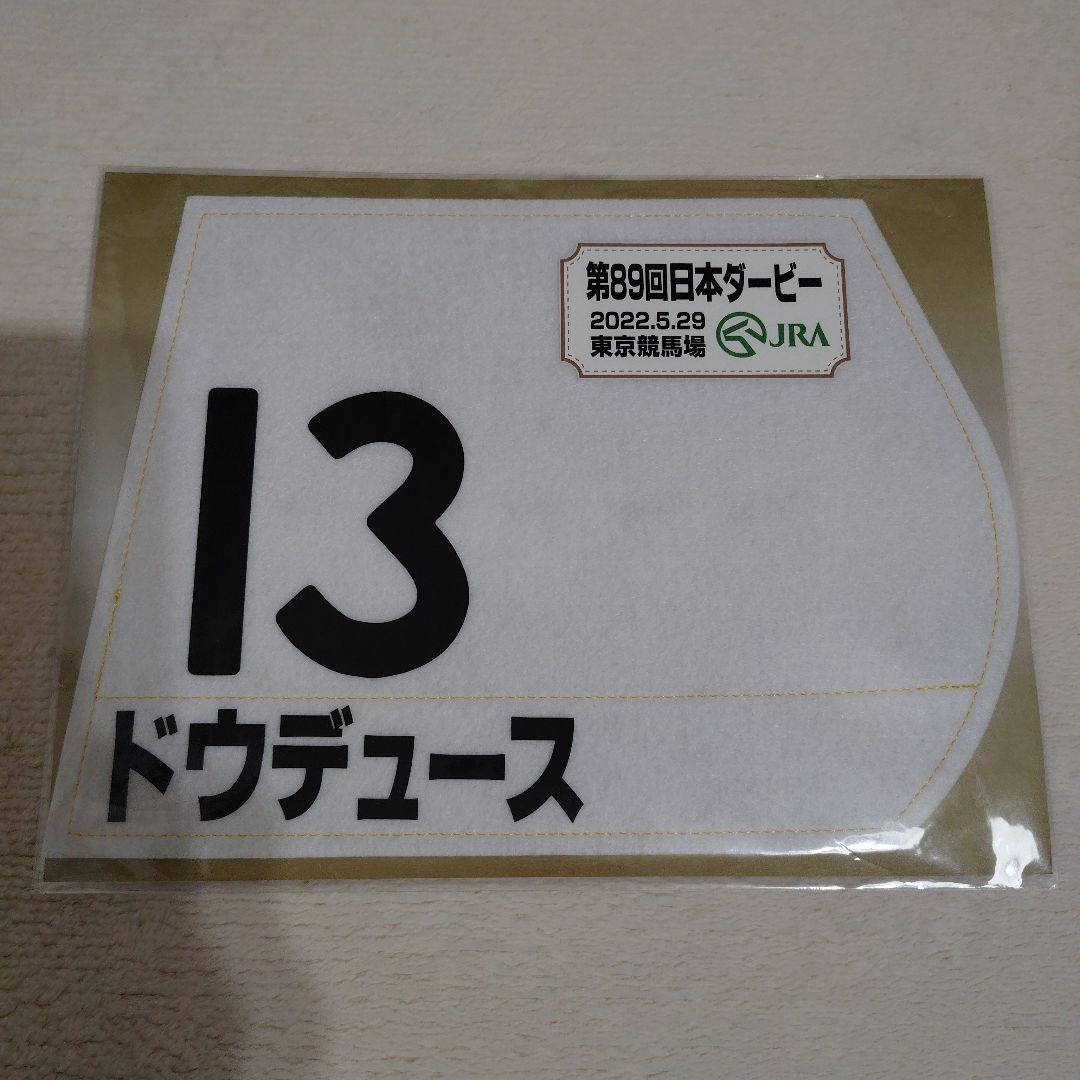 第89回日本ダービー
2022.5.29
東京競馬場
JRA
13
ドウデュース